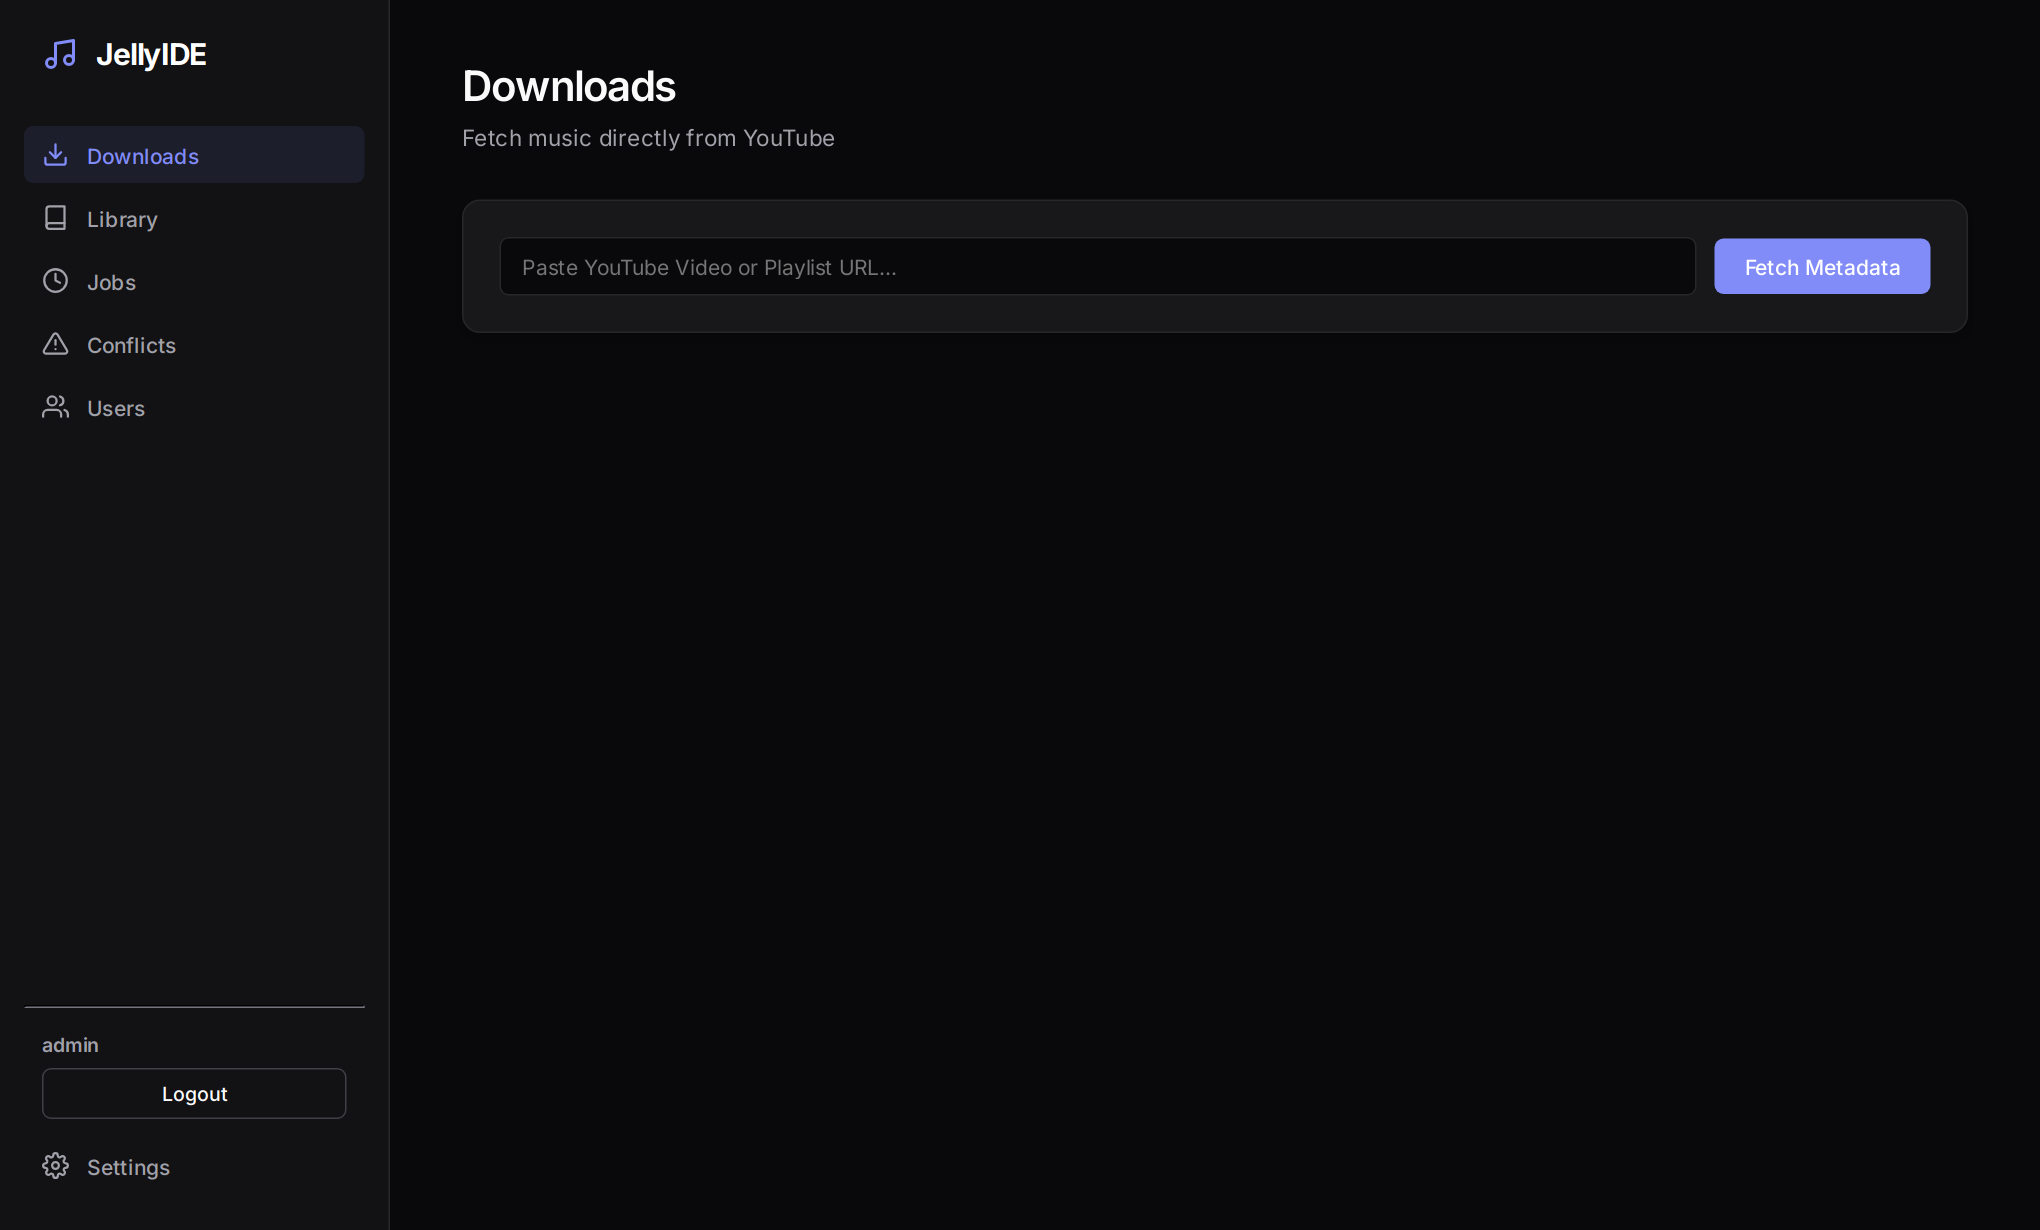 JellyIDE
Downloads
Library
Jobs
Conflicts
Users
admin
Logout
Settings
Downloads
Fetch music directly from YouTube
Paste YouTube Video or Playlist URL...
Fetch Metadata